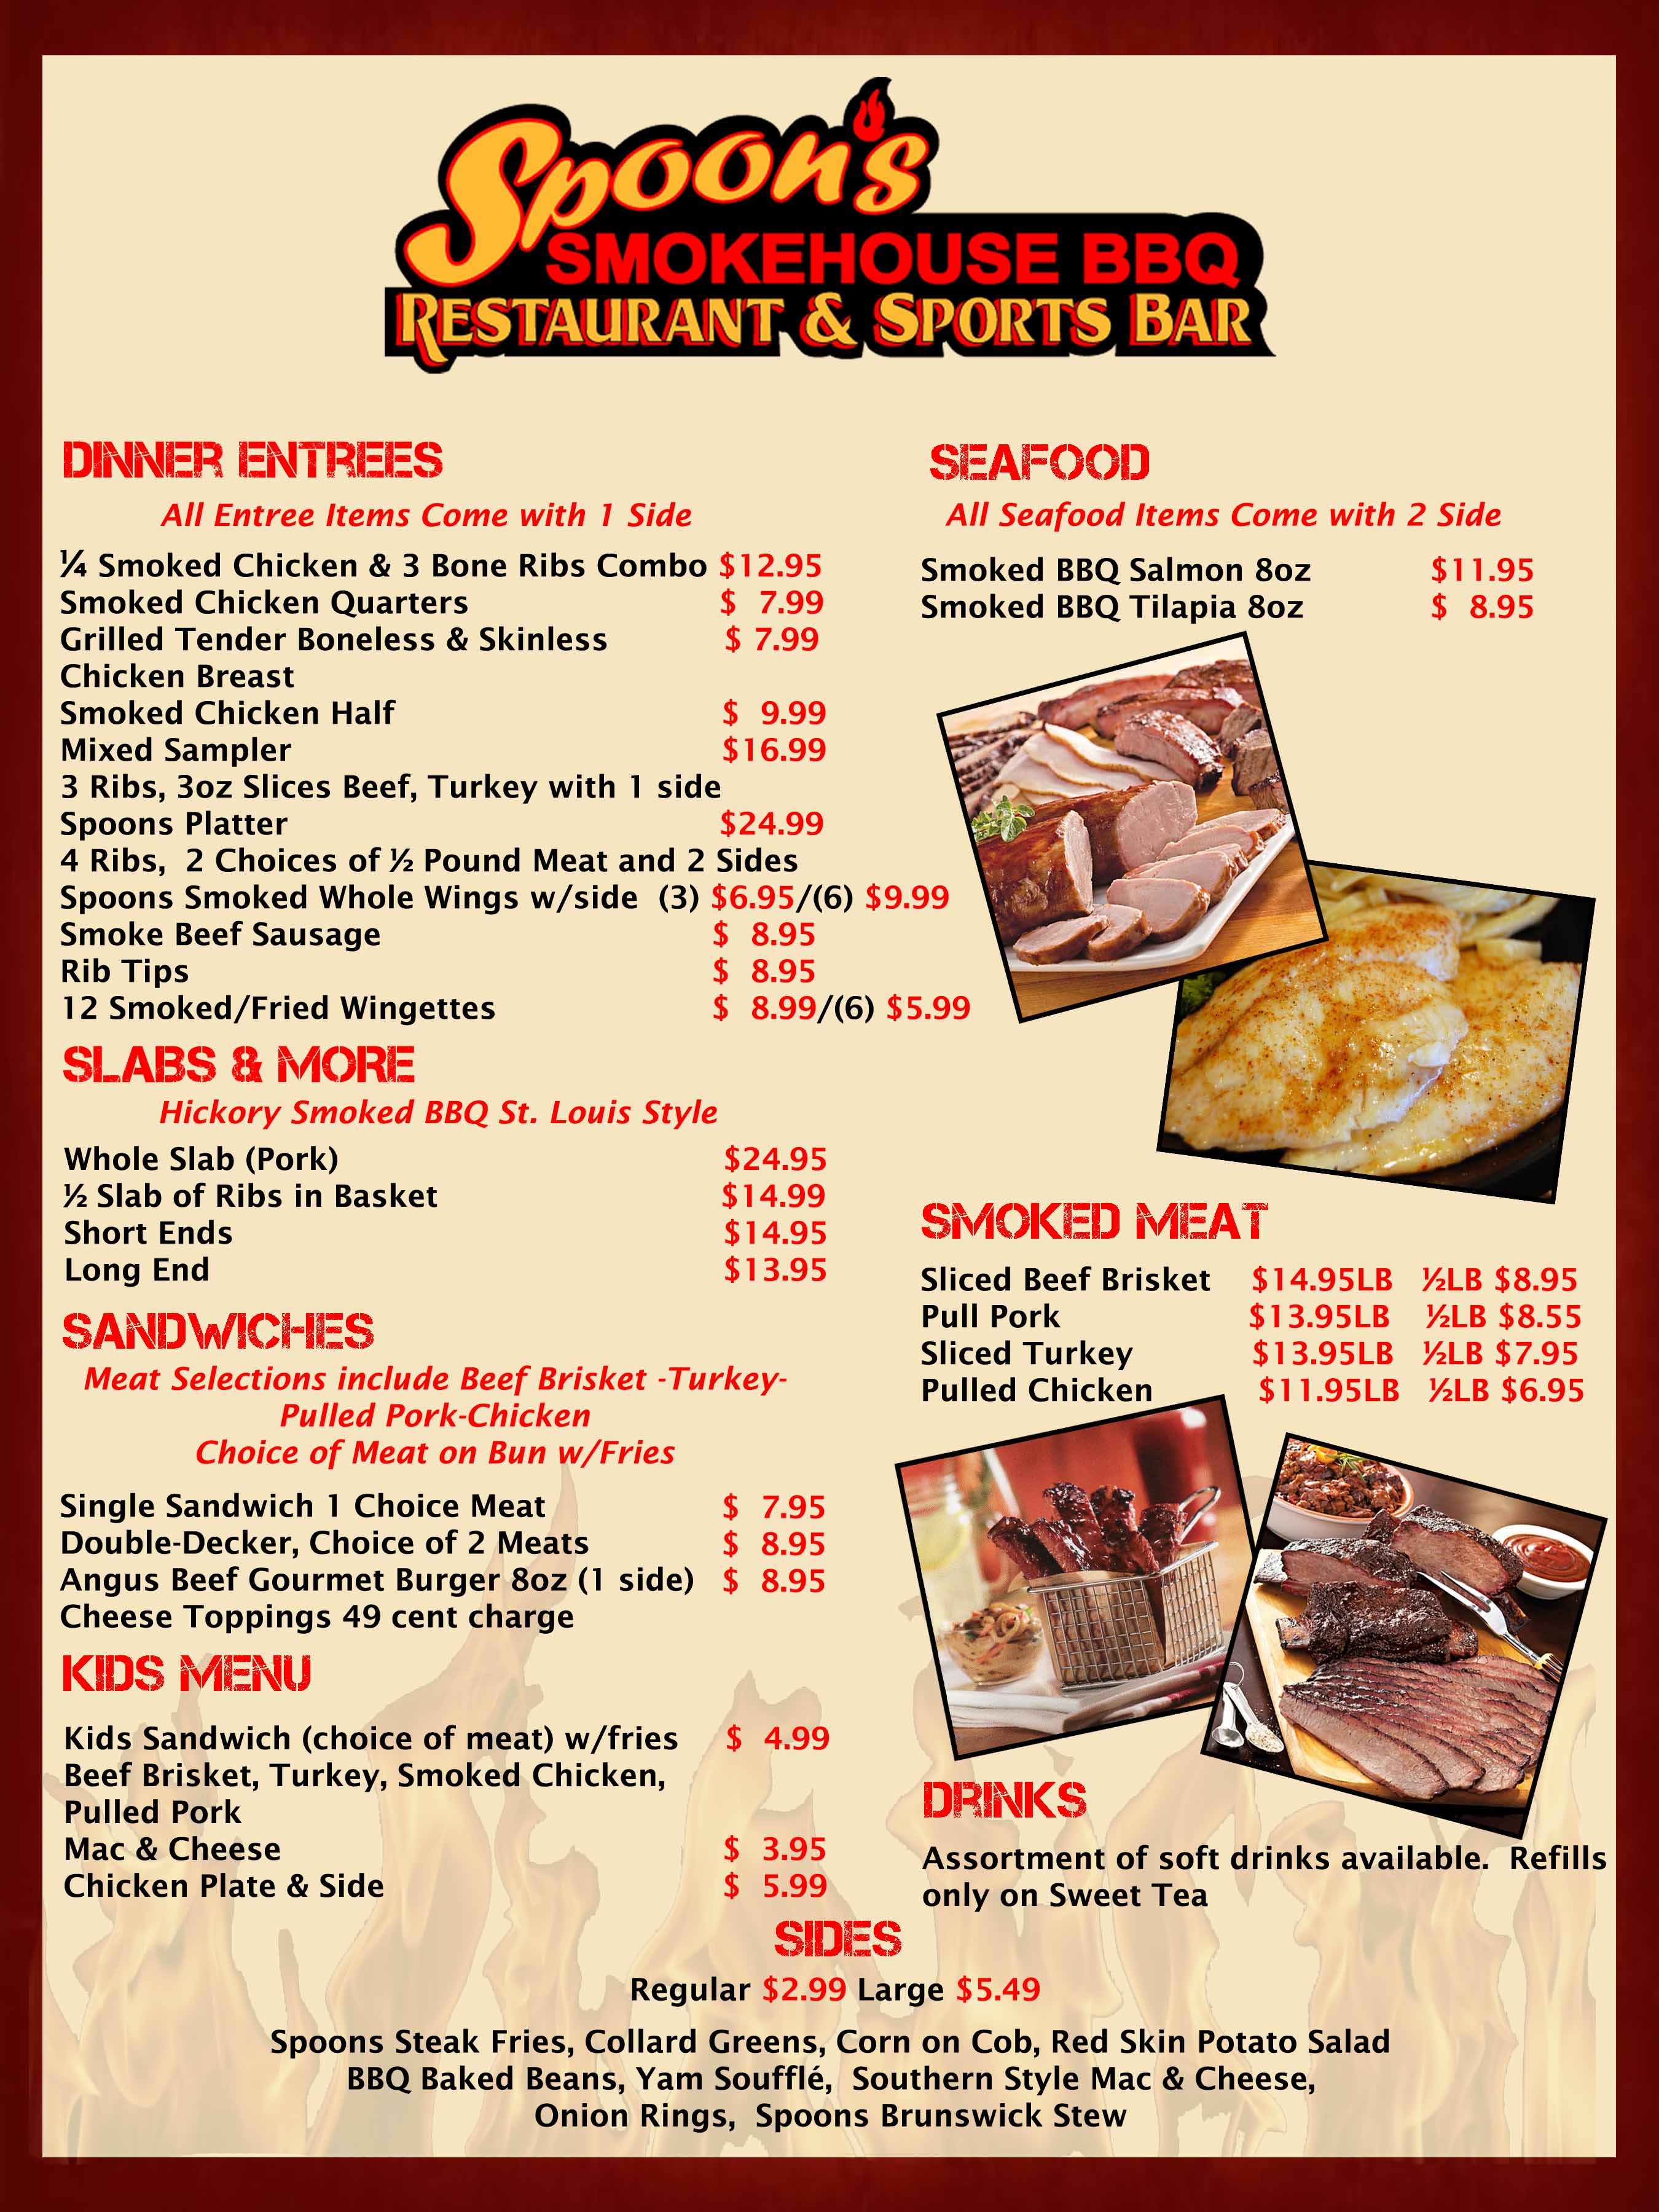 Spoon's
SMOKEHOUSE BBQ
RESTAURANT & SPORTS BAR
DINNER ENTREES
All Entree Items Come with 1 Side
¼ Smoked Chicken & 3 Bone Ribs Combo $12.95
Smoked Chicken Quarters $ 7.99
Grilled Tender Boneless & Skinless $ 7.99
Chicken Breast
Smoked Chicken Half $ 9.99
Mixed Sampler $16.99
3 Ribs, 3oz Slices Beef, Turkey with 1 side
Spoons Platter $24.99
4 Ribs, 2 Choices of ½ Pound Meat and 2 Sides
Spoons Smoked Whole Wings w/side (3) $6.95/(6) $9.99
Smoke Beef Sausage $ 8.95
Rib Tips $ 8.95
12 Smoked/Fried Wingettes $ 8.99/(6) $5.99
SLABS & MORE
Hickory Smoked BBQ St. Louis Style
Whole Slab (Pork) $24.95
½ Slab of Ribs in Basket $14.99
Short Ends $14.95
Long End $13.95
SANDWICHES
Meat Selections include Beef Brisket -Turkey-
Pulled Pork-Chicken
Choice of Meat on Bun w/Fries
Single Sandwich 1 Choice Meat $ 7.95
Double-Decker, Choice of 2 Meats $ 8.95
Angus Beef Gourmet Burger 8oz (1 side) $ 8.95
Cheese Toppings 49 cent charge
KIDS MENU
Kids Sandwich (choice of meat) w/fries $ 4.99
Beef Brisket, Turkey, Smoked Chicken,
Pulled Pork
Mac & Cheese $ 3.95
Chicken Plate & Side $ 5.99
SEAFOOD
All Seafood Items Come with 2 Side
Smoked BBQ Salmon 8oz $11.95
Smoked BBQ Tilapia 8oz $ 8.95
SMOKED MEAT
Sliced Beef Brisket $14.95LB ½LB $8.95
Pull Pork $13.95LB ½LB $8.55
Sliced Turkey $13.95LB ½LB $7.95
Pulled Chicken $11.95LB ½LB $6.95
DRINKS
Assortment of soft drinks available. Refills
only on Sweet Tea
SIDES
Regular $2.99 Large $5.49
Spoons Steak Fries, Collard Greens, Corn on Cob, Red Skin Potato Salad
BBQ Baked Beans, Yam Soufflé, Southern Style Mac & Cheese,
Onion Rings, Spoons Brunswick Stew